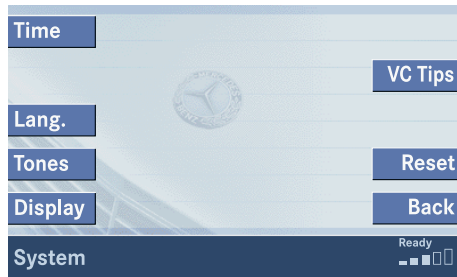 Time
VC Tips
Lang.
Tones
Reset
Display
Back
System
Ready